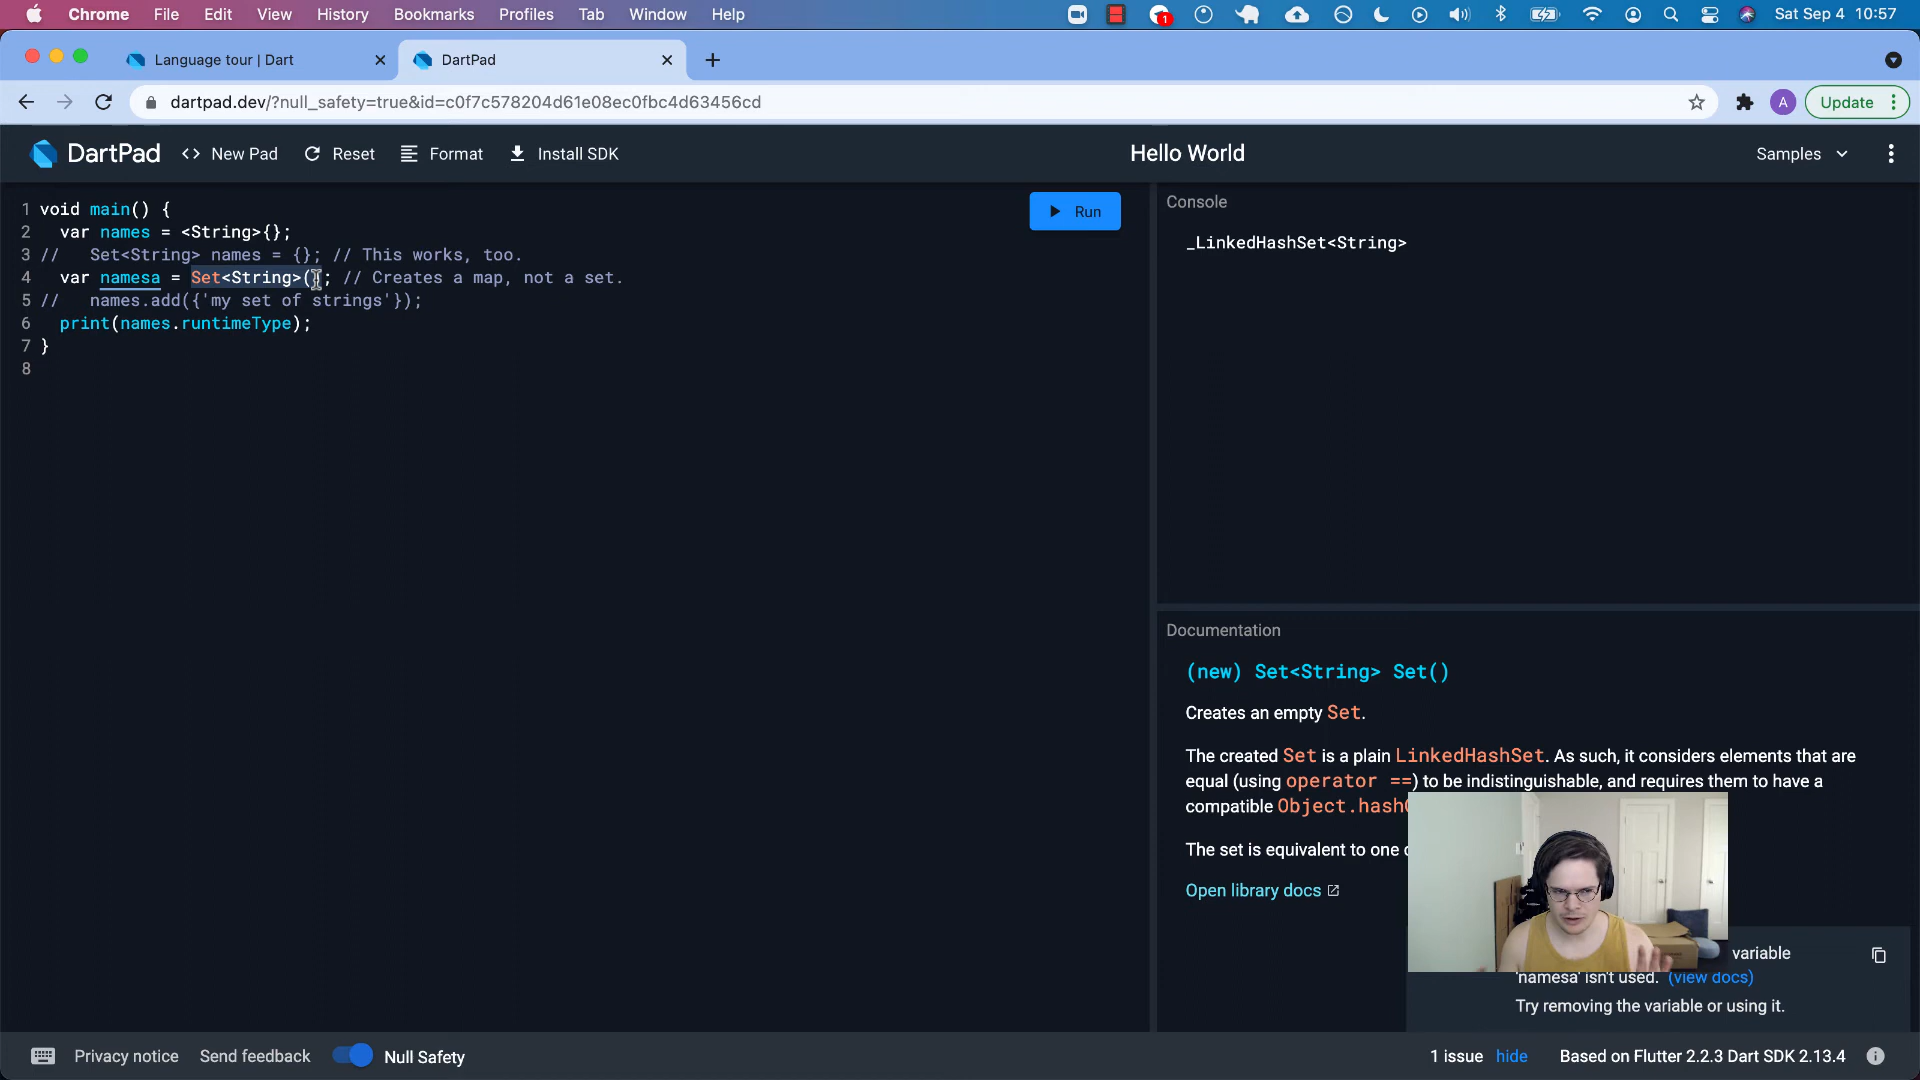 Chrome File Edit View History Bookmarks Profiles Tab Window Help 1 Sat Sep 4 10:57
Language tour | Dart DartPad
dartpad.dev/?null_safety=true&id=c0f7c578204d61e08ec0fbc4d63456cd A Update
DartPad <> New Pad Reset Format Install SDK Hello World Samples
Run
Console
_LinkedHashSet<String>
1 void main() {
2 var names = <String>{};
3 // Set<String> names = {}; // This works, too.
4 var namesa = Set<String>(); // Creates a map, not a set.
5 // names.add({'my set of strings'});
6 print(names.runtimeType);
7 }
8
Documentation
(new) Set<String> Set()
Creates an empty Set.
The created Set is a plain LinkedHashSet. As such, it considers elements that are
equal (using operator ==) to be indistinguishable, and requires them to have a
compatible Object.hash
The set is equivalent to one
Open library docs
variable
'namesa' isn't used. (view docs)
Try removing the variable or using it.
Privacy notice Send feedback Null Safety 1 issue hide Based on Flutter 2.2.3 Dart SDK 2.13.4